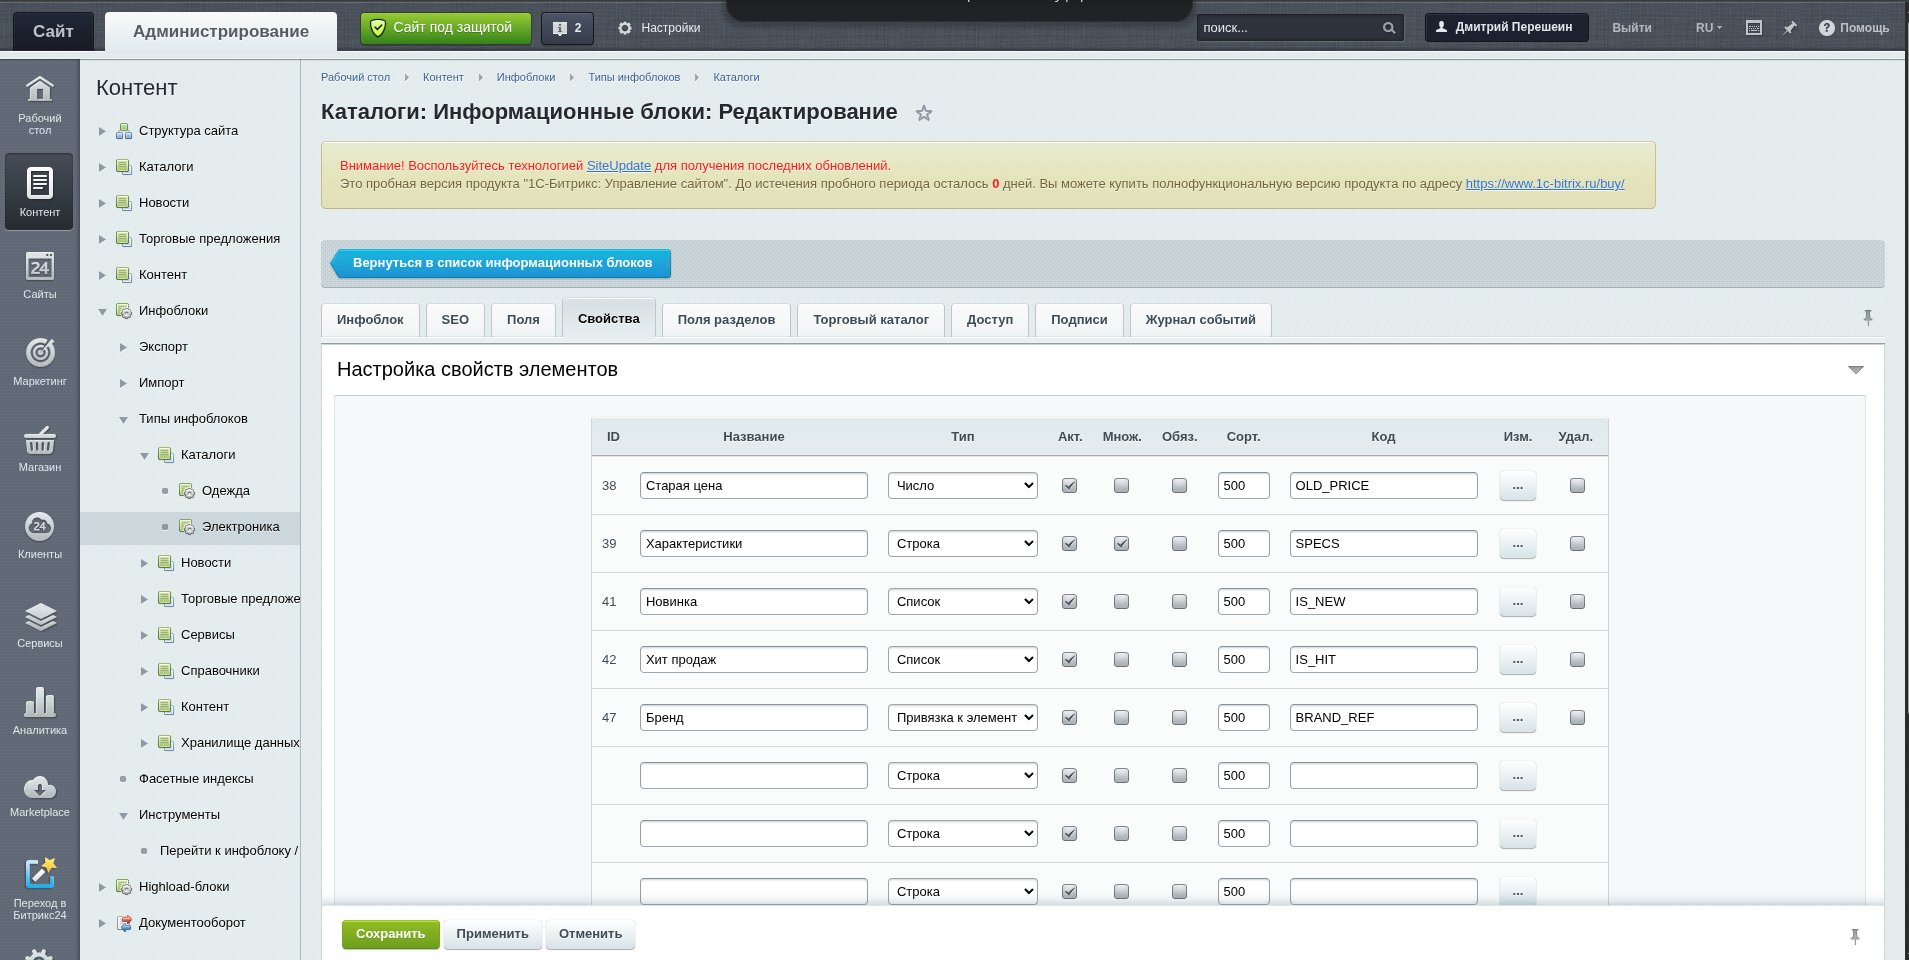 Сайт
Администрирование
Сайт под защитой
2
Настройки
поиск...
Дмитрий Перешеин
Выйти
RU
Помощь
Рабочий стол
Контент
Сайты
24
Маркетинг
Магазин
24
Клиенты
Сервисы
Аналитика
Marketplace
Переход в Битрикс24
Контент
Структура сайта
Каталоги
Новости
Торговые предложения
Контент
Инфоблоки
Экспорт
Импорт
Типы инфоблоков
Каталоги
Одежда
Электроника
Новости
Торговые предложе
Сервисы
Справочники
Контент
Хранилище данных
Фасетные индексы
Инструменты
Перейти к инфоблоку /
Highload-блоки
Документооборот
Рабочий стол Контент Инфоблоки Типы инфоблоков Каталоги
Каталоги: Информационные блоки: Редактирование
Внимание! Воспользуйтесь технологией SiteUpdate для получения последних обновлений.
Это пробная версия продукта "1С-Битрикс: Управление сайтом". До истечения пробного периода осталось 0 дней. Вы можете купить полнофункциональную версию продукта по адресу https://www.1c-bitrix.ru/buy/
Вернуться в список информационных блоков
Инфоблок SEO Поля Свойства Поля разделов Торговый каталог Доступ Подписи Журнал событий
Настройка свойств элементов
ID Название Тип Акт. Множ. Обяз. Сорт. Код Изм. Удал.
38 Старая цена Число 500 OLD_PRICE ...
39 Характеристики Строка 500 SPECS ...
41 Новинка Список 500 IS_NEW ...
42 Хит продаж Список 500 IS_HIT ...
47 Бренд Привязка к элемент 500 BRAND_REF ...
Строка 500 ...
Строка 500 ...
Строка 500 ...
Сохранить Применить Отменить